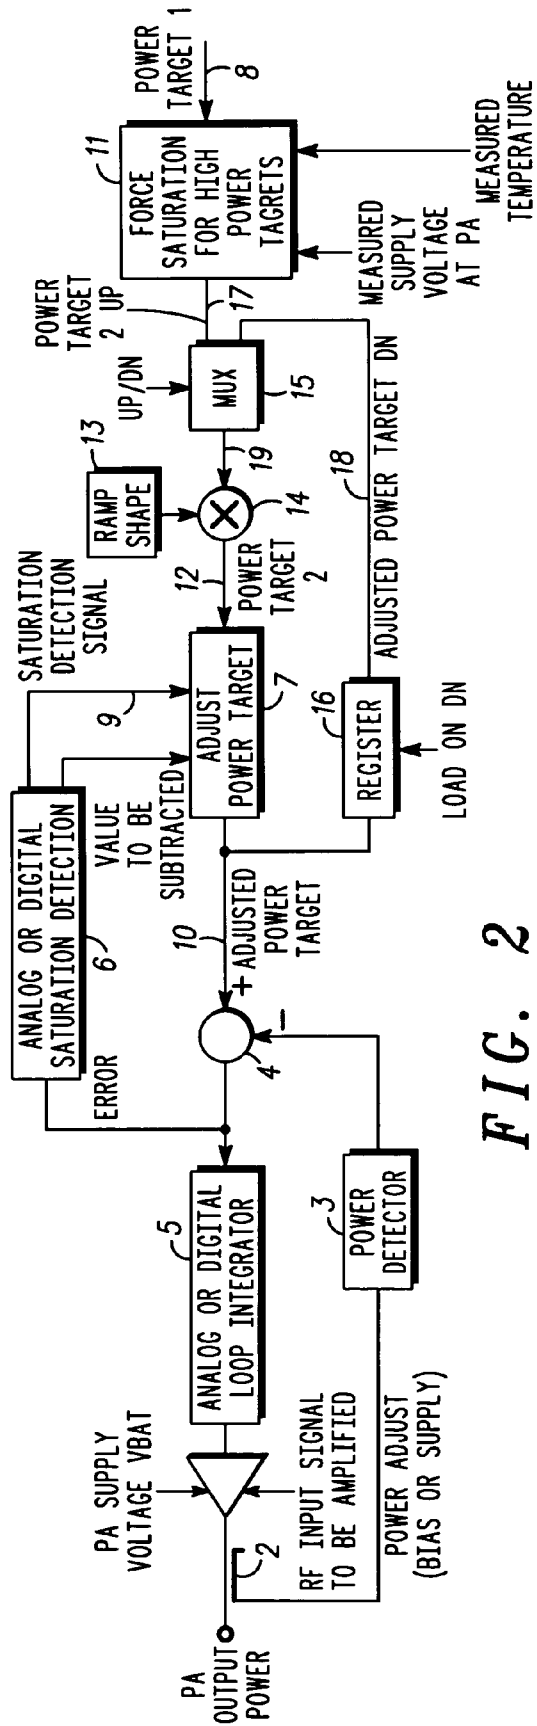 PA
OUTPUT
POWER
2
PA SUPPLY
VOLTAGE VBAT
RF INPUT SIGNAL
TO BE AMPLIFIED
POWER ADJUST
(BIAS OR SUPPLY)
ANALOG OR DIGITAL
LOOP INTEGRATOR
5
POWER
DETECTOR
3
ERROR
4
+
−
ANALOG OR DIGITAL
SATURATION DETECTION
6
10
ADJUSTED
POWER
TARGET
VALUE
TO BE
SUBTRACTED
9
SATURATION
DETECTION
SIGNAL
ADJUST
POWER TARGET
7
REGISTER
16
LOAD ON DN
12
POWER
TARGET
2
RAMP
SHAPE
13
14
19
UP/DN
MUX
15
18
ADJUSTED POWER TARGET DN
POWER
TARGET
2 UP
17
FORCE
SATURATION
FOR HIGH
POWER
TAGRETS
11
MEASURED
SUPPLY
VOLTAGE
AT PA
MEASURED
TEMPERATURE
POWER
TARGET 1
8
FIG. 2